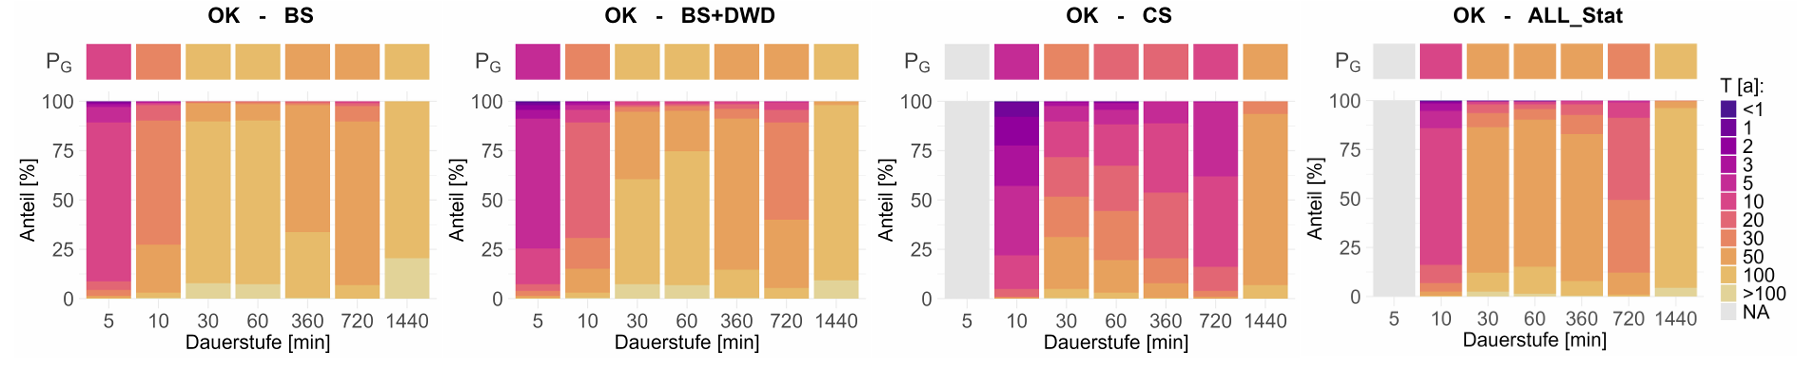 OK - BS
OK - BS+DWD
OK - CS
OK - ALL_Stat
PG
PG
PG
PG
T [a]:
<1
1
2
3
5
10
20
30
50
100
>100
NA
Anteil [%]
100
75
50
25
0
5 10 30 60 360 720 1440
Dauerstufe [min]
Anteil [%]
100
75
50
25
0
5 10 30 60 360 720 1440
Dauerstufe [min]
Anteil [%]
100
75
50
25
0
5 10 30 60 360 720 1440
Dauerstufe [min]
Anteil [%]
100
75
50
25
0
5 10 30 60 360 720 1440
Dauerstufe [min]